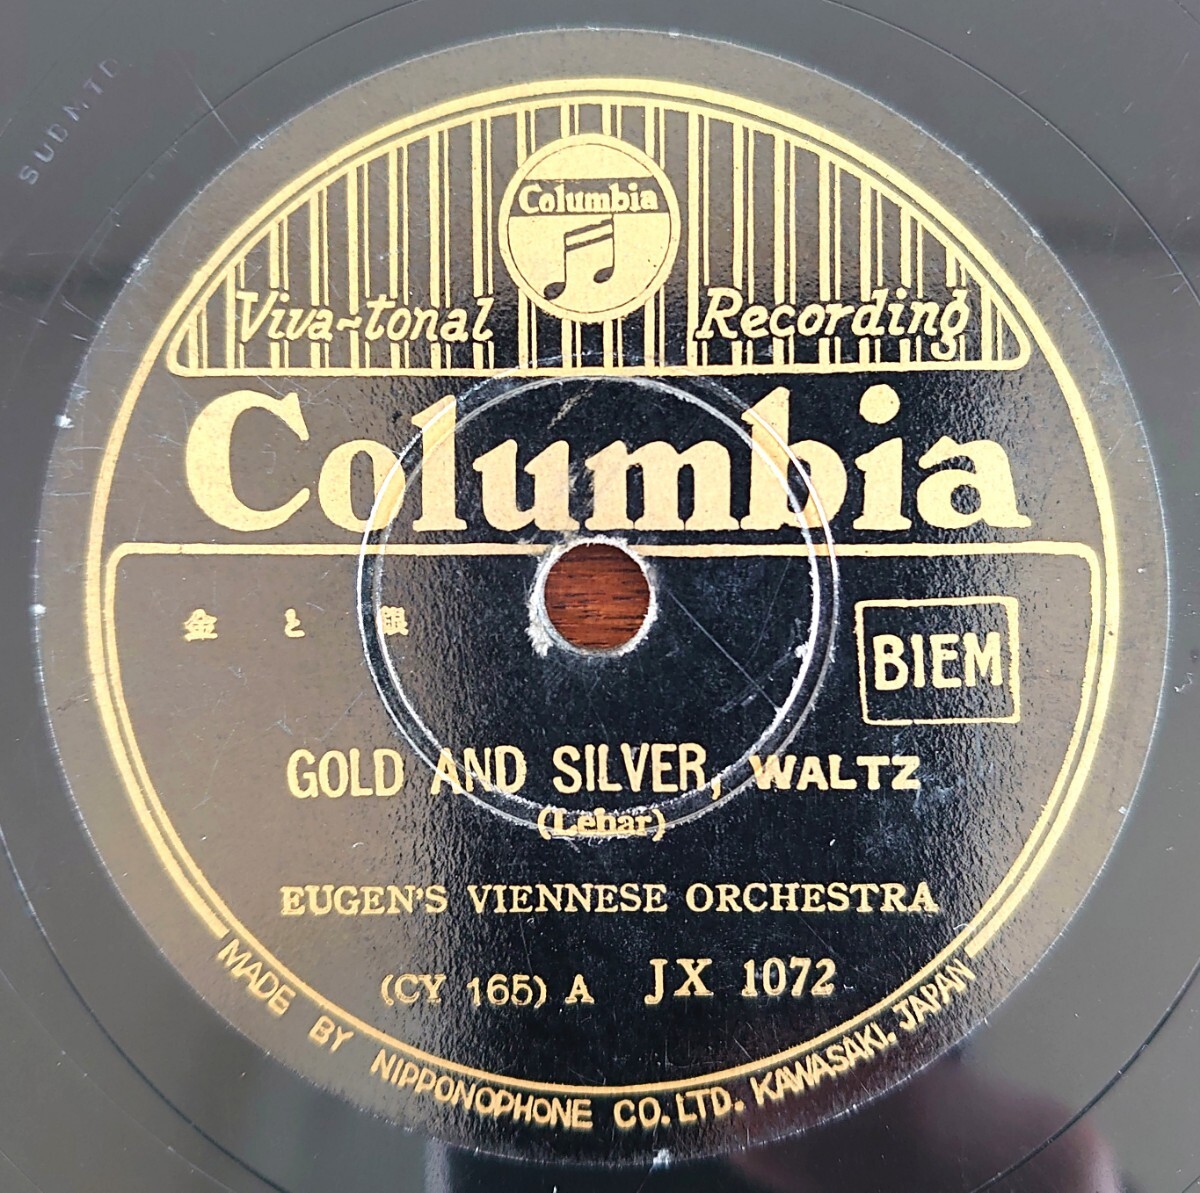 SUDMTD
Columbia
Viva-tonal Recording
Columbia
金と銀
BIEM
GOLD AND SILVER, WALTZ
(Lehar)
EUGEN'S VIENNESE ORCHESTRA
(CY 165) A JX 1072
MADE BY NIPPONOPHONE CO. LTD. KAWASAKI. JAPAN